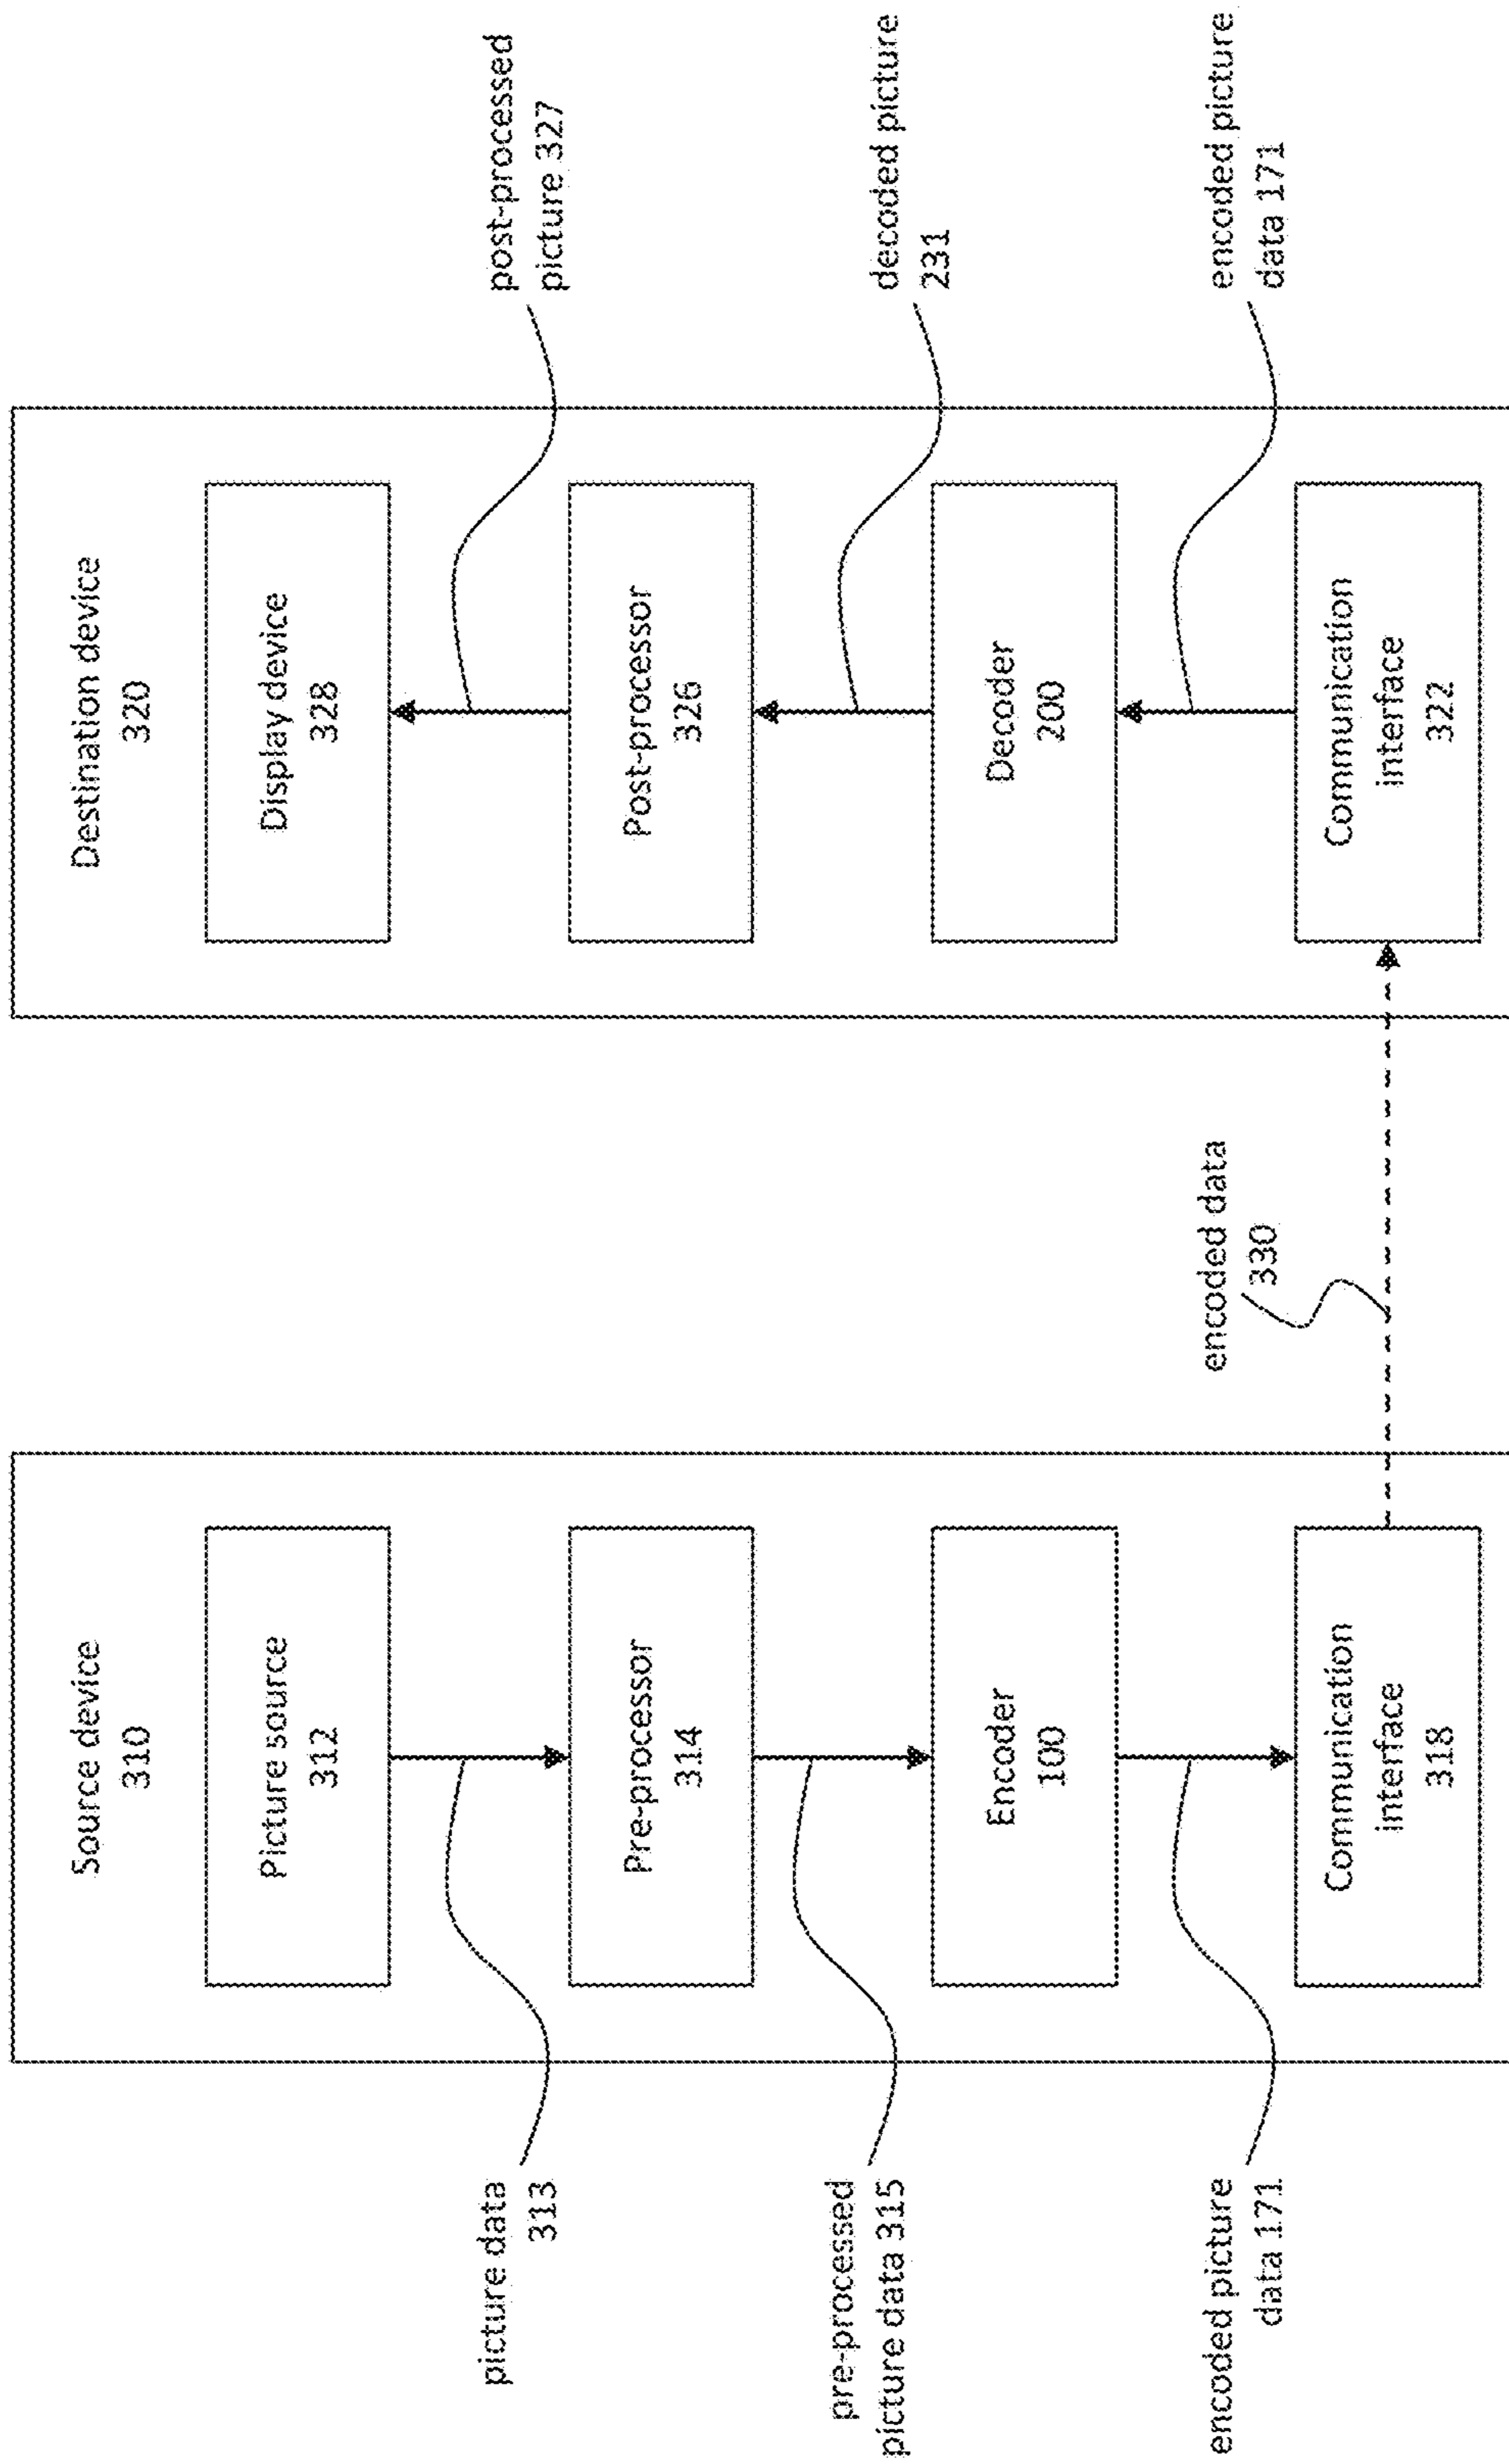 Source device
310
Picture source
312
picture data
313
Pre-processor
314
pre-processed
picture data 315
Encoder
100
encoded picture
data 171
Communication
interface
318
encoded data
330
Destination device
320
Display device
328
post-processed
picture 327
Post-processor
326
decoded picture
231
Decoder
200
encoded picture
data 171
Communication
interface
322